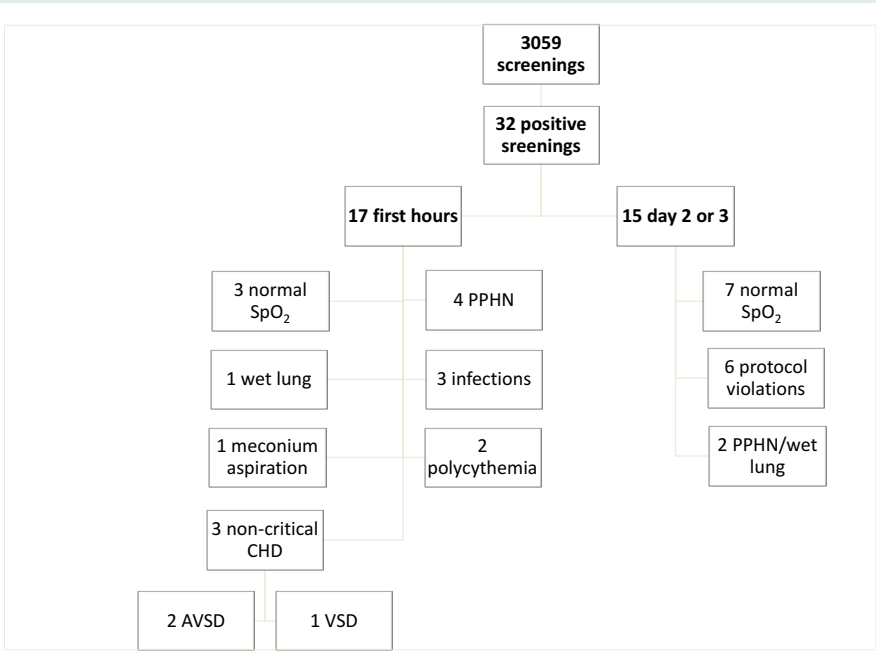 3059
screenings
32 positive
sreenings
17 first hours
15 day 2 or 3
3 normal
SpO₂
4 PPHN
7 normal
SpO₂
1 wet lung
3 infections
6 protocol
violations
1 meconium
aspiration
2
polycythemia
2 PPHN/wet
lung
3 non-critical
CHD
2 AVSD
1 VSD